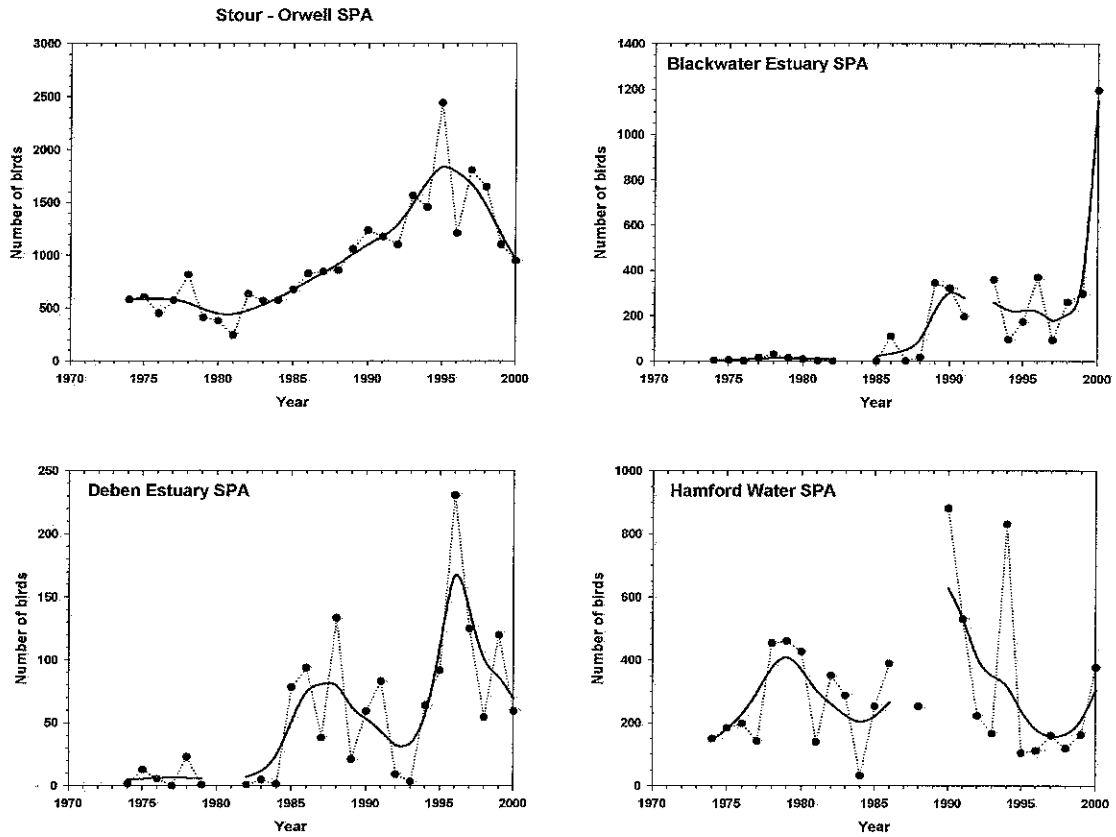 Stour - Orwell SPA
3000
2500
2000
1500
1000
500
0
Number of birds
1970 1975 1980 1985 1990 1995 2000
Year
Blackwater Estuary SPA
1400
1200
1000
800
600
400
200
0
Number of birds
1970 1975 1980 1985 1990 1995 2000
Year
Deben Estuary SPA
250
200
150
100
50
0
Number of birds
1970 1975 1980 1985 1990 1995 2000
Year
Hamford Water SPA
1000
800
600
400
200
0
Number of birds
1970 1975 1980 1985 1990 1995 2000
Year